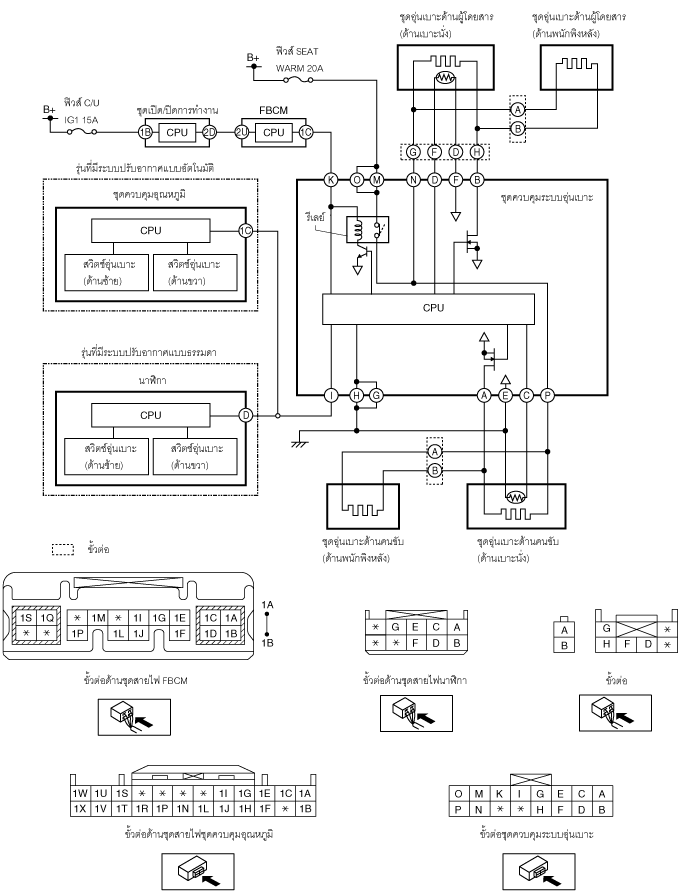 ชุดอุ่นเบาะด้านผู้โดยสาร
(ด้านเบาะนั่ง)
ชุดอุ่นเบาะด้านผู้โดยสาร
(ด้านพนักพิงหลัง)
B+
ฟิวส์ SEAT
WARM 20A
B+
ฟิวส์ C/U
IG1 15A
ชุดเปิด/ปิดการทำงาน
FBCM
1B CPU 2D 2U CPU 1C
A
B
G F D H
รุ่นที่มีระบบปรับอากาศแบบอัตโนมัติ
K O M N D F B
ชุดควบคุมอุณหภูมิ
ชุดควบคุมระบบอุ่นเบาะ
รีเลย์
CPU
1C
สวิตช์อุ่นเบาะ
(ด้านซ้าย)
สวิตช์อุ่นเบาะ
(ด้านขวา)
CPU
รุ่นที่มีระบบปรับอากาศแบบธรรมดา
นาฬิกา
I H G A E C P
CPU
D
สวิตช์อุ่นเบาะ
(ด้านซ้าย)
สวิตช์อุ่นเบาะ
(ด้านขวา)
A
B
ชุดอุ่นเบาะด้านคนขับ
(ด้านพนักพิงหลัง)
ชุดอุ่นเบาะด้านคนขับ
(ด้านเบาะนั่ง)
ขั้วต่อ
1S 1Q * 1M * 1I 1G 1E 1C 1A
* * 1P 1L 1J 1F 1D 1B
1A
1B
ขั้วต่อด้านชุดสายไฟ FBCM
* G E C A
* * F D B
ขั้วต่อด้านชุดสายไฟนาฬิกา
A
B
G *
H F D *
ขั้วต่อ
1W 1U 1S * * * * 1I 1G 1E 1C 1A
1X 1V 1T 1R 1P 1N 1L 1J 1H 1F * 1B
ขั้วต่อด้านชุดสายไฟชุดควบคุมอุณหภูมิ
O M K I G E C A
P N * * H F D B
ขั้วต่อชุดควบคุมระบบอุ่นเบาะ